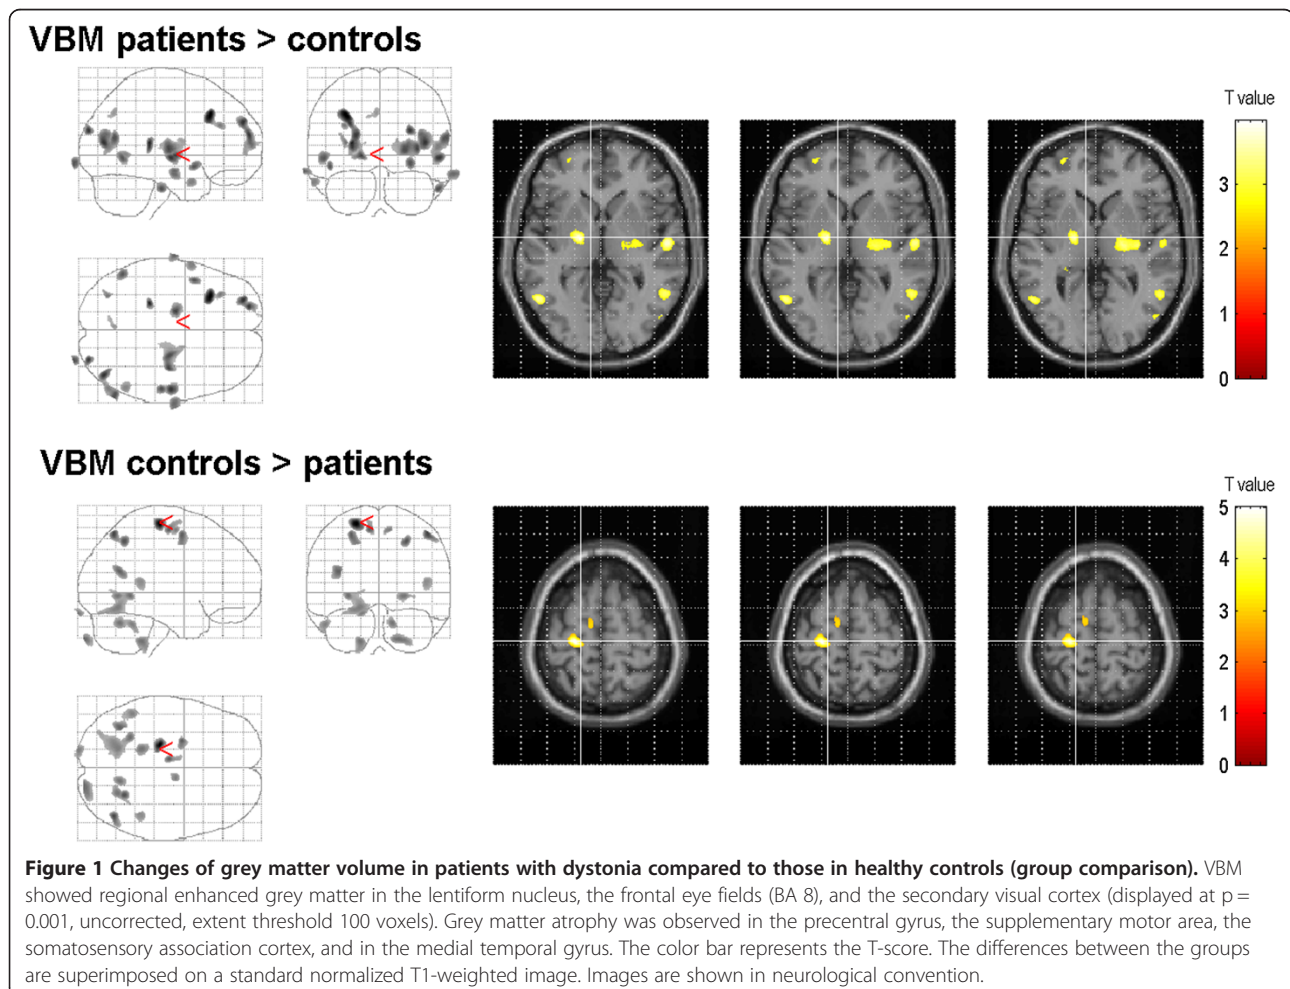 VBM patients > controls
<
<
<
T value
3
2
1
0
VBM controls > patients
<
<
<
T value
5
4
3
2
1
0
Figure 1 Changes of grey matter volume in patients with dystonia compared to those in healthy controls (group comparison). VBM
showed regional enhanced grey matter in the lentiform nucleus, the frontal eye fields (BA 8), and the secondary visual cortex (displayed at p =
0.001, uncorrected, extent threshold 100 voxels). Grey matter atrophy was observed in the precentral gyrus, the supplementary motor area, the
somatosensory association cortex, and in the medial temporal gyrus. The color bar represents the T-score. The differences between the groups
are superimposed on a standard normalized T1-weighted image. Images are shown in neurological convention.